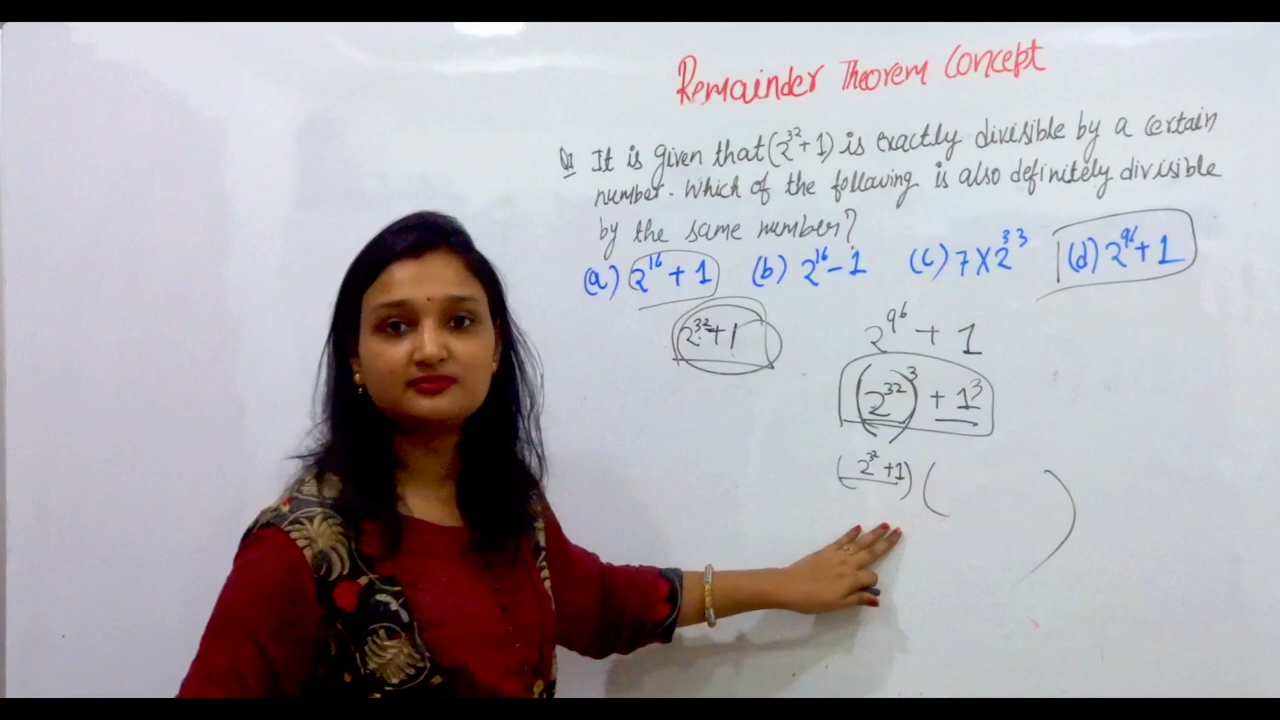 Remainder Theorem Concept
Q1 It is given that (2³²+1) is exactly divisible by a certain
number. Which of the following is also definitely divisible
by the same number?
(a) 2¹⁶ + 1 (b) 2¹⁶ - 1 (c) 7 X 2³³ (d) 2⁹⁶ + 1
2³² + 1
2⁹⁶ + 1
(2³²)³ + 1³
(2³² + 1) ( )